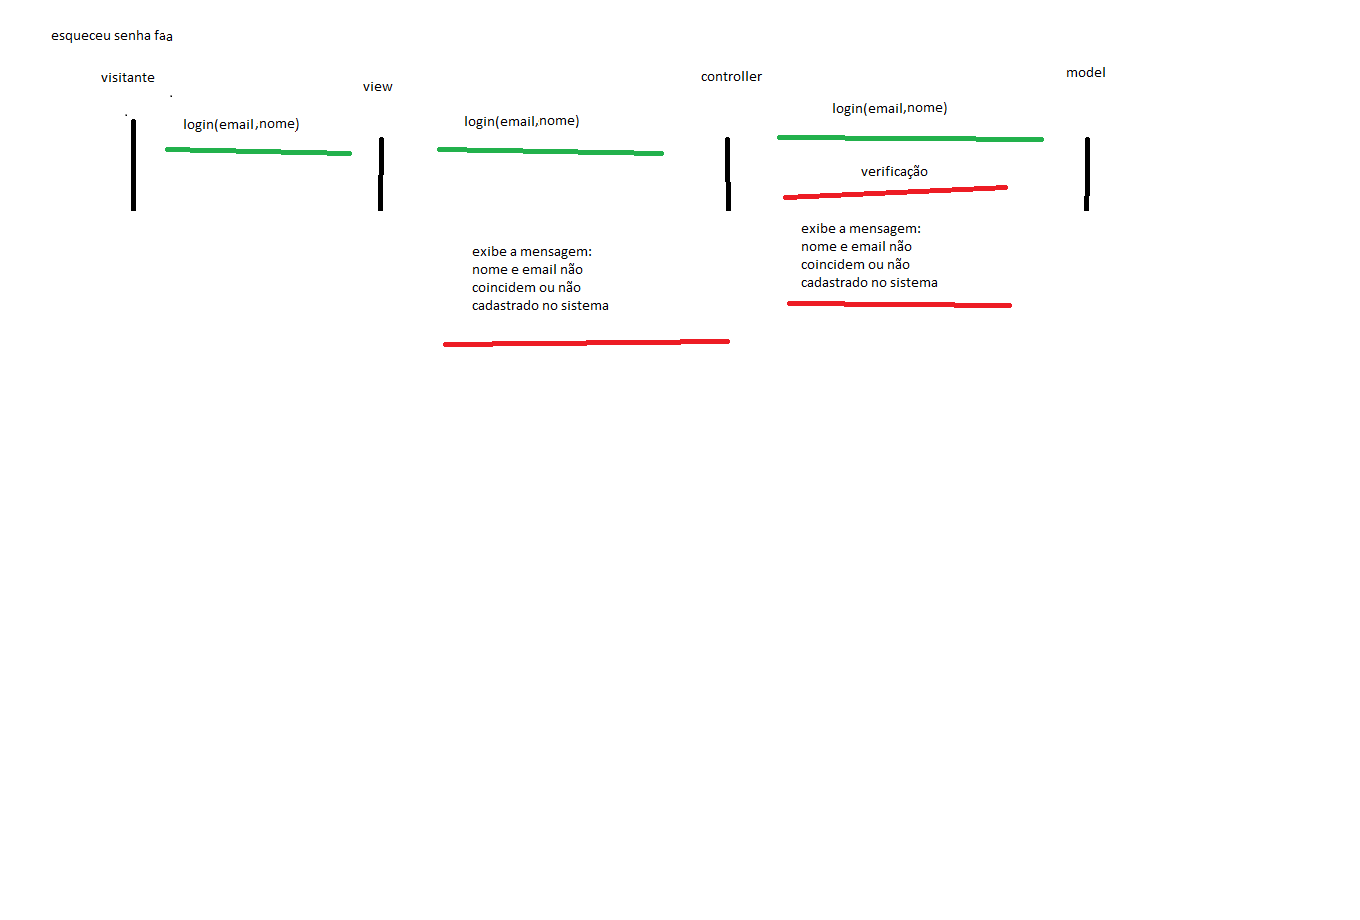 esqueceu senha faa
visitante
view
controller
model
login(email,nome)
login(email,nome)
login(email,nome)
verificação
exibe a mensagem:
nome e email não
coincidem ou não
cadastrado no sistema
exibe a mensagem:
nome e email não
coincidem ou não
cadastrado no sistema